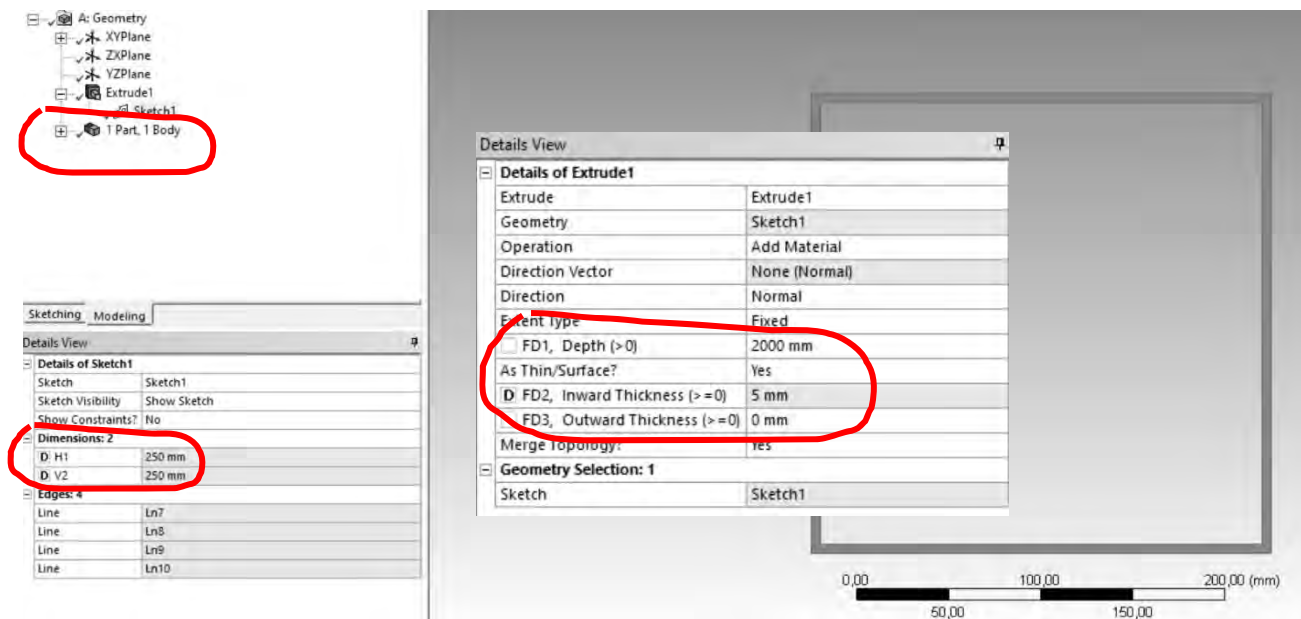 A: Geometry
XYPlane
ZXPlane
YZPlane
Extrude1
Sketch1
1 Part, 1 Body
Sketching Modeling
Details View
Details of Sketch1
Sketch Sketch1
Sketch Visibility Show Sketch
Show Constraints? No
Dimensions: 2
D H1 250 mm
D V2 250 mm
Edges: 4
Line Ln7
Line Ln8
Line Ln9
Line Ln10
Details View
Details of Extrude1
Extrude Extrude1
Geometry Sketch1
Operation Add Material
Direction Vector None (Normal)
Direction Normal
Extent Type Fixed
FD1, Depth (>0) 2000 mm
As Thin/Surface? Yes
D FD2, Inward Thickness (>=0) 5 mm
FD3, Outward Thickness (>=0) 0 mm
Merge Topology? Yes
Geometry Selection: 1
Sketch Sketch1
0,00 100,00 200,00 (mm)
50,00 150,00